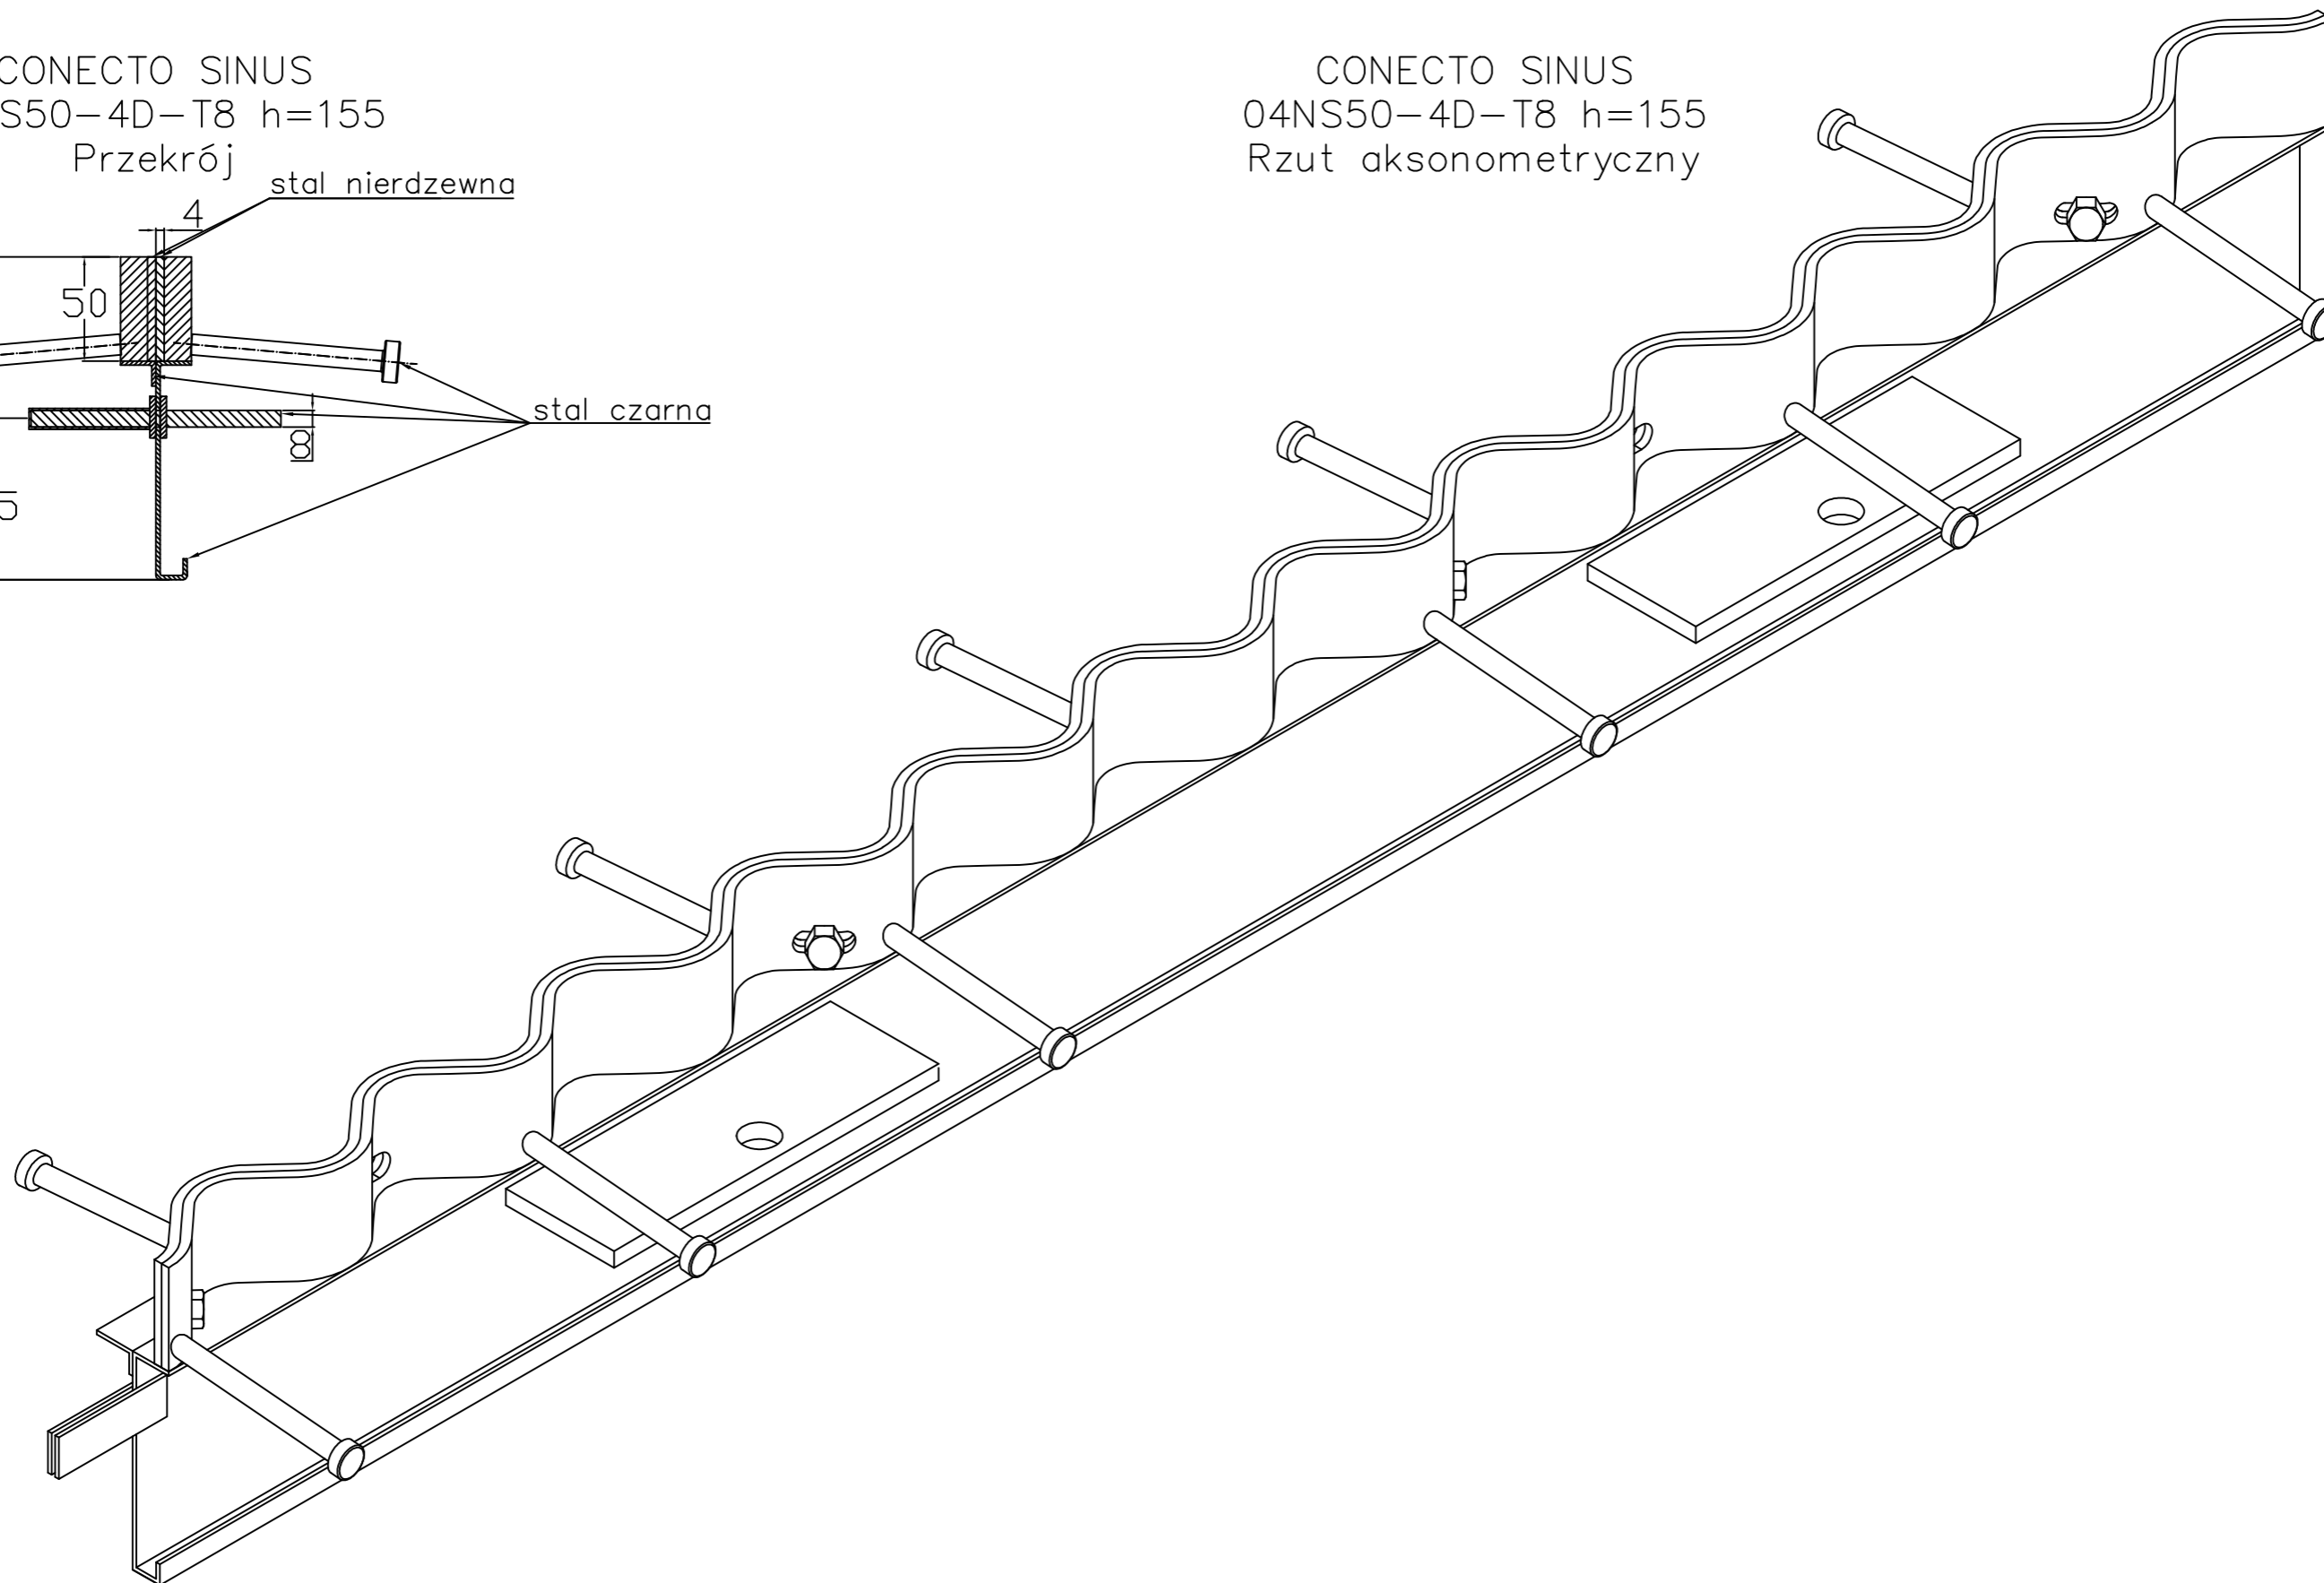 CONECTO SINUS
S50-4D-T8 h=155
Przekrój
stal nierdzewna
4
50
stal czarna
8
5
CONECTO SINUS
04NS50-4D-T8 h=155
Rzut aksonometryczny